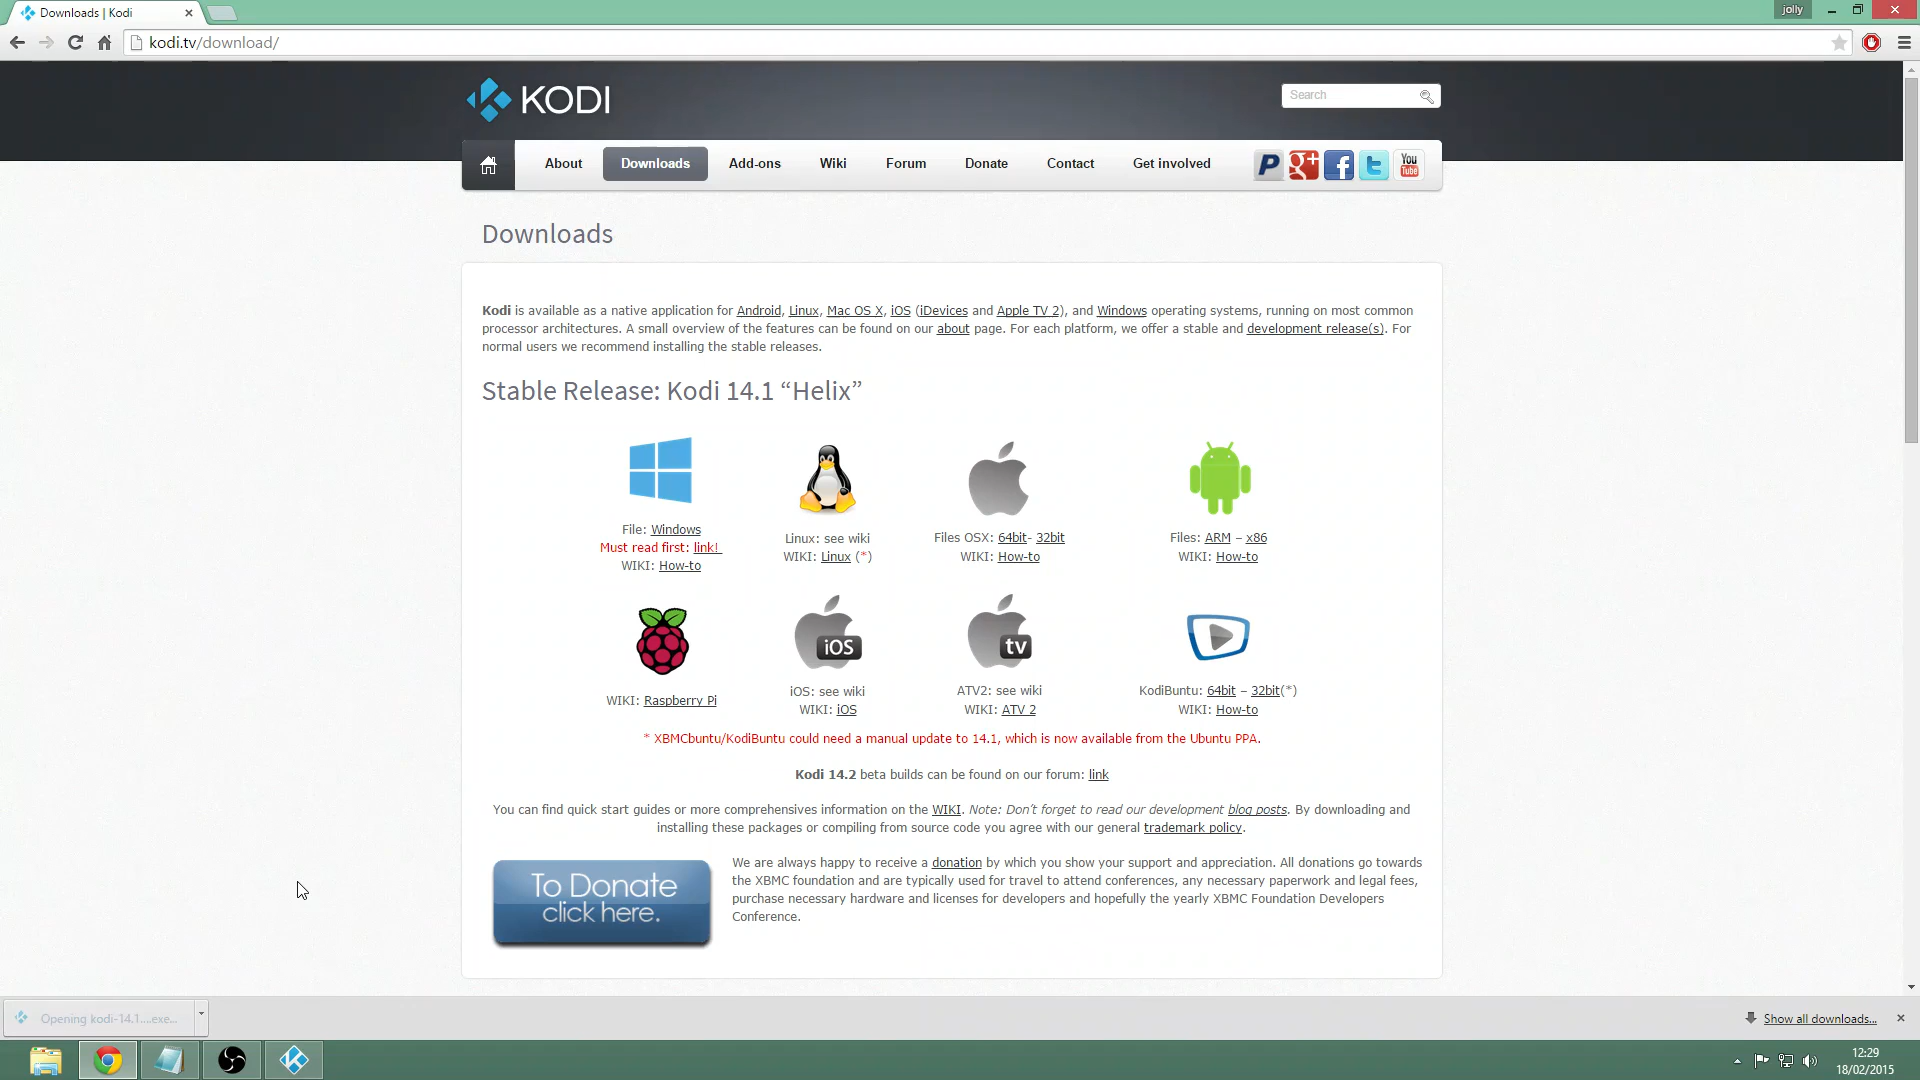 Downloads | Kodi
jolly
kodi.tv/download/
KODI
Search
About Downloads Add-ons Wiki Forum Donate Contact Get involved
You
Tube
Downloads
Kodi is available as a native application for Android, Linux, Mac OS X, iOS (iDevices and Apple TV 2), and Windows operating systems, running on most common
processor architectures. A small overview of the features can be found on our about page. For each platform, we offer a stable and development release(s). For
normal users we recommend installing the stable releases.
Stable Release: Kodi 14.1 “Helix”
File: Windows
Must read first: link!
WIKI: How-to
Linux: see wiki
WIKI: Linux (*)
Files OSX: 64bit- 32bit
WIKI: How-to
Files: ARM – x86
WIKI: How-to
WIKI: Raspberry Pi
iOS
iOS: see wiki
WIKI: iOS
tv
ATV2: see wiki
WIKI: ATV 2
KodiBuntu: 64bit – 32bit(*)
WIKI: How-to
* XBMCbuntu/KodiBuntu could need a manual update to 14.1, which is now available from the Ubuntu PPA.
Kodi 14.2 beta builds can be found on our forum: link
You can find quick start guides or more comprehensives information on the WIKI. Note: Don’t forget to read our development blog posts. By downloading and
installing these packages or compiling from source code you agree with our general trademark policy.
To Donate
click here.
We are always happy to receive a donation by which you show your support and appreciation. All donations go towards
the XBMC foundation and are typically used for travel to attend conferences, any necessary paperwork and legal fees,
purchase necessary hardware and licenses for developers and hopefully the yearly XBMC Foundation Developers
Conference.
Opening kodi-14.1....exe...
Show all downloads...
12:29
18/02/2015